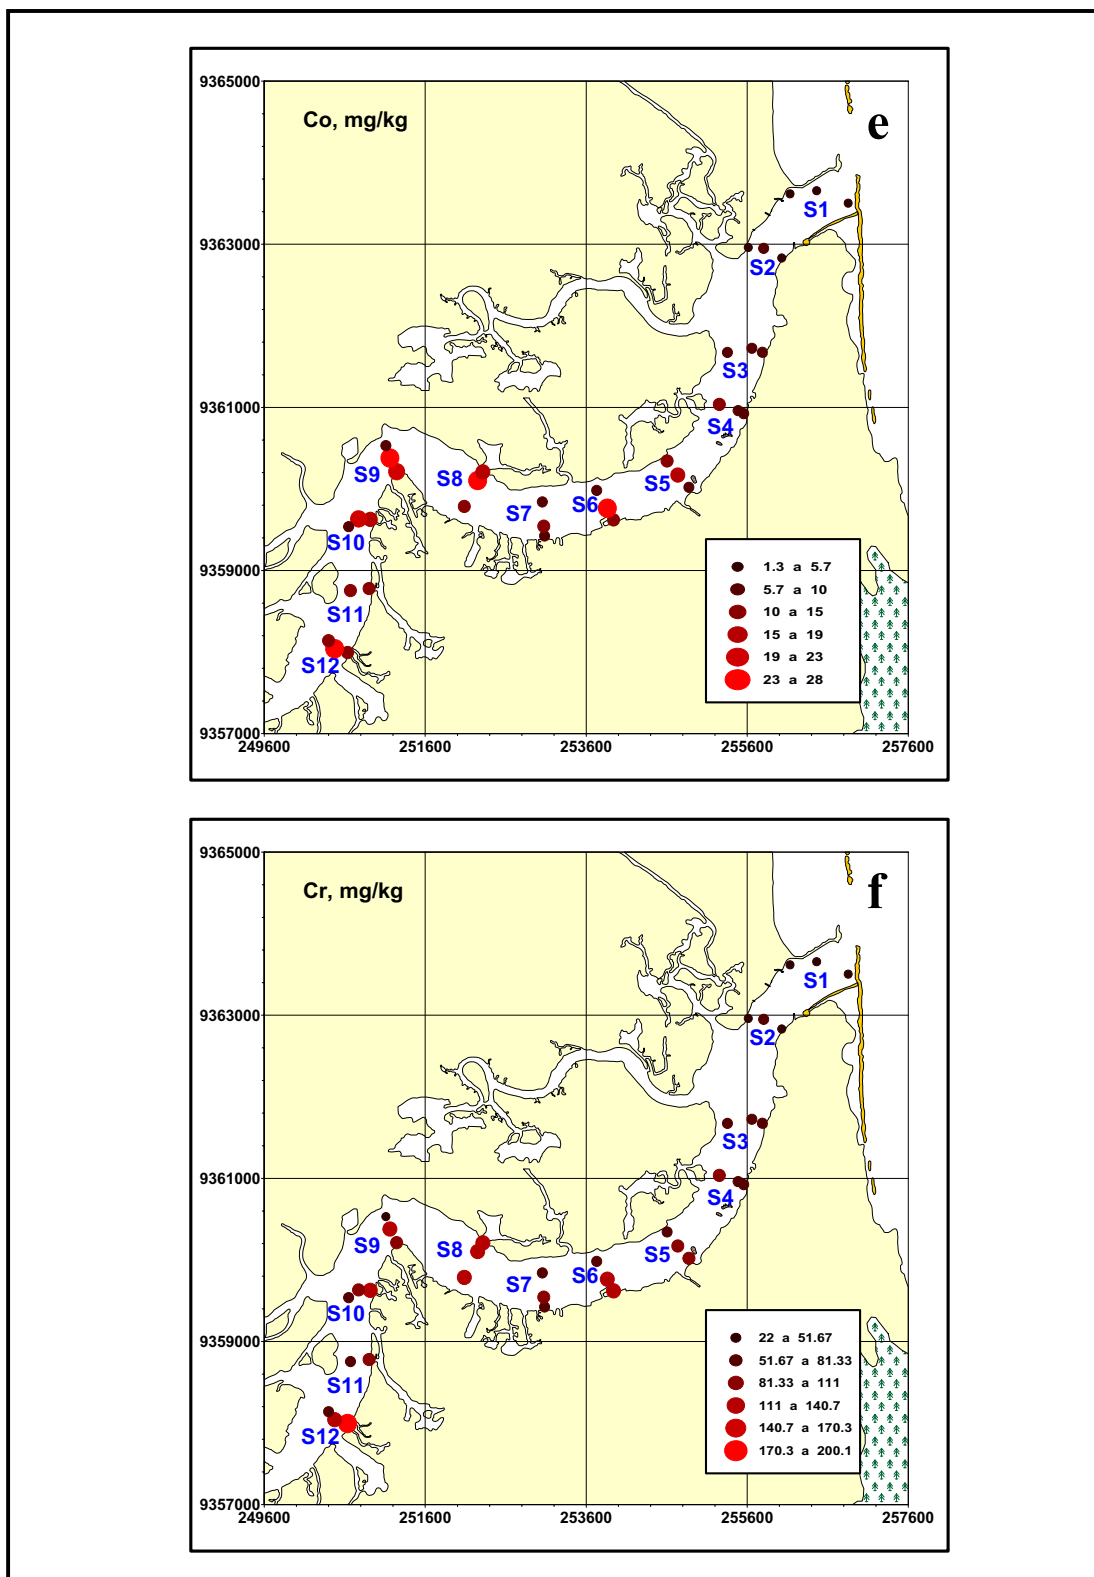 9365000
Co, mg/kg
e
S1
9363000
S2
S3
9361000
S4
S9
S8
S5
S7
S6
S10
9359000
1.3 a 5.7
5.7 a 10
10 a 15
15 a 19
19 a 23
23 a 28
S11
S12
9357000
249600 251600 253600 255600 257600
9365000
Cr, mg/kg
f
S1
9363000
S2
S3
9361000
S4
S9
S8
S5
S7
S6
S10
9359000
22 a 51.67
51.67 a 81.33
81.33 a 111
111 a 140.7
140.7 a 170.3
170.3 a 200.1
S11
S12
9357000
249600 251600 253600 255600 257600